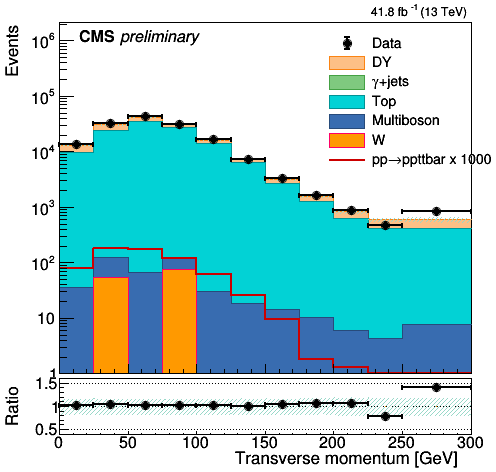 41.8 fb⁻¹ (13 TeV)
CMS preliminary
Events
10⁶
10⁵
10⁴
10³
10²
10
1
Data
DY
γ+jets
Top
Multiboson
W
pp→ppttbar x 1000
Ratio
1.5
1
0.5
0 50 100 150 200 250 300
Transverse momentum [GeV]